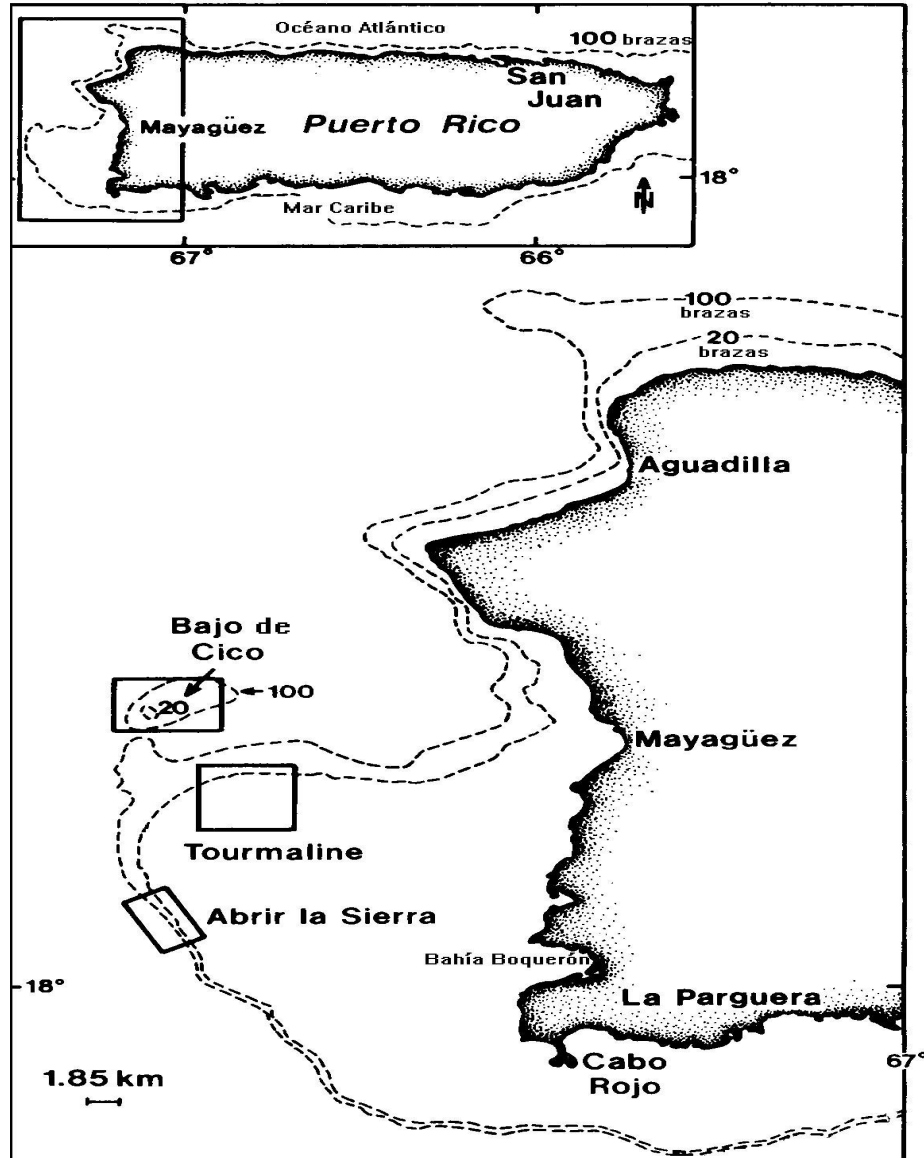 Océano Atlántico
100 brazas
San
Juan
Mayagüez
Puerto Rico
18°
Mar Caribe
N
67°
66°
100
brazas
20
brazas
Aguadilla
Bajo de
Cico
100
20
Mayagüez
Tourmaline
Abrir la Sierra
Bahía Boquerón
18°
La Parguera
67°
Cabo
Rojo
1.85 km